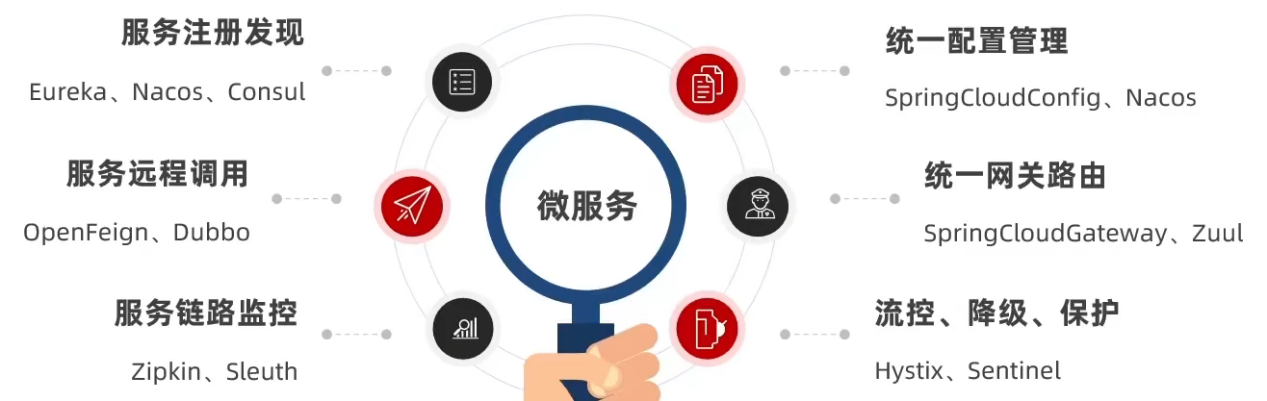 服务注册发现
Eureka、Nacos、Consul
服务远程调用
OpenFeign、Dubbo
服务链路监控
Zipkin、Sleuth
微服务
统一配置管理
SpringCloudConfig、Nacos
统一网关路由
SpringCloudGateway、Zuul
流控、降级、保护
Hystix、Sentinel